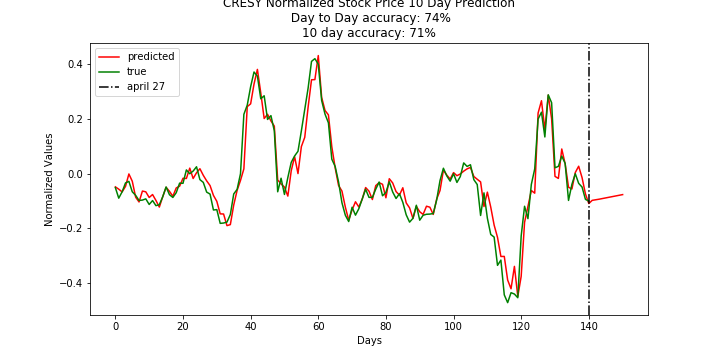 CRESY Normalized Stock Price 10 Day Prediction
Day to Day accuracy: 74%
10 day accuracy: 71%
predicted
true
april 27
Normalized Values
0.4
0.2
0.0
−0.2
−0.4
0 20 40 60 80 100 120 140
Days